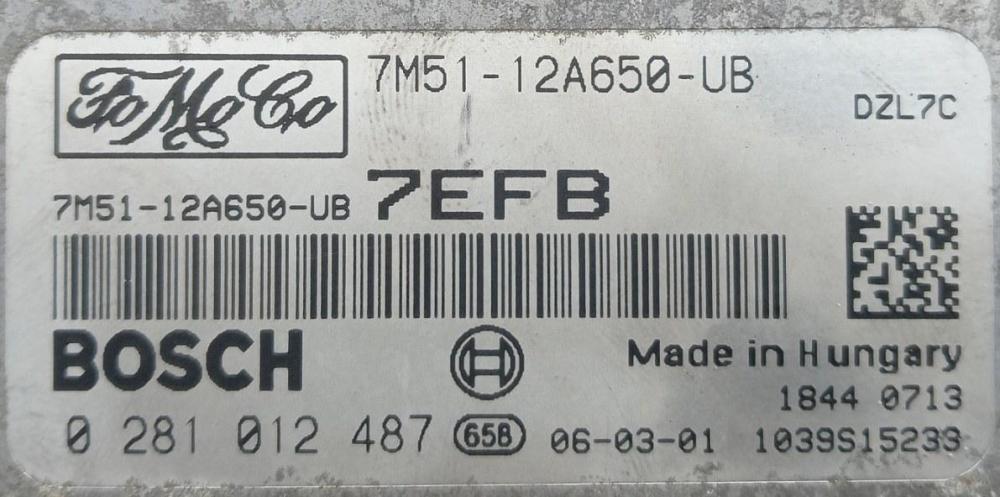 FoMoCo
7M51-12A650-UB
DZL7C
7M51-12A650-UB 7EFB
BOSCH
Made in Hungary
1844 0713
0 281 012 487 65B 06-03-01 1039S15233